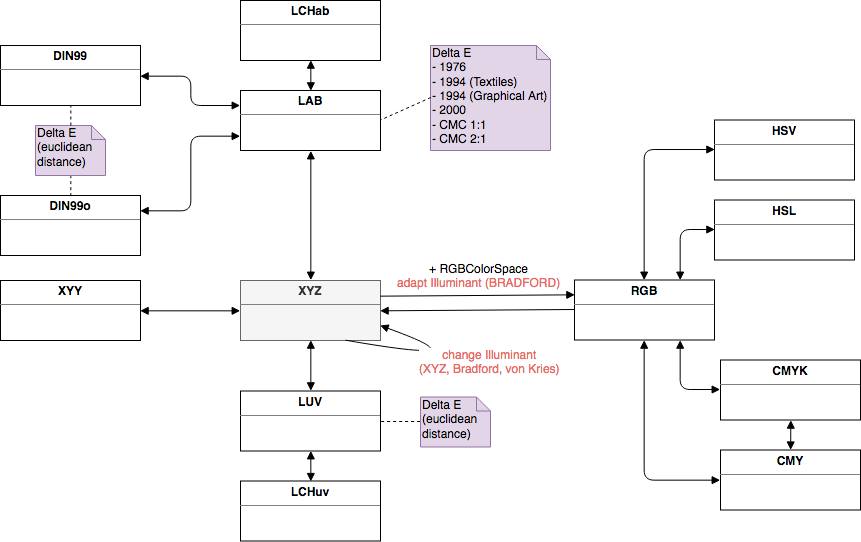 LCHab
DIN99
LAB
Delta E
- 1976
- 1994 (Textiles)
- 1994 (Graphical Art)
- 2000
- CMC 1:1
- CMC 2:1
Delta E
(euclidean
distance)
HSV
DIN99o
HSL
+ RGBColorSpace
adapt Illuminant (BRADFORD)
XYY
XYZ
RGB
change Illuminant
(XYZ, Bradford, von Kries)
CMYK
LUV
Delta E
(euclidean
distance)
CMY
LCHuv